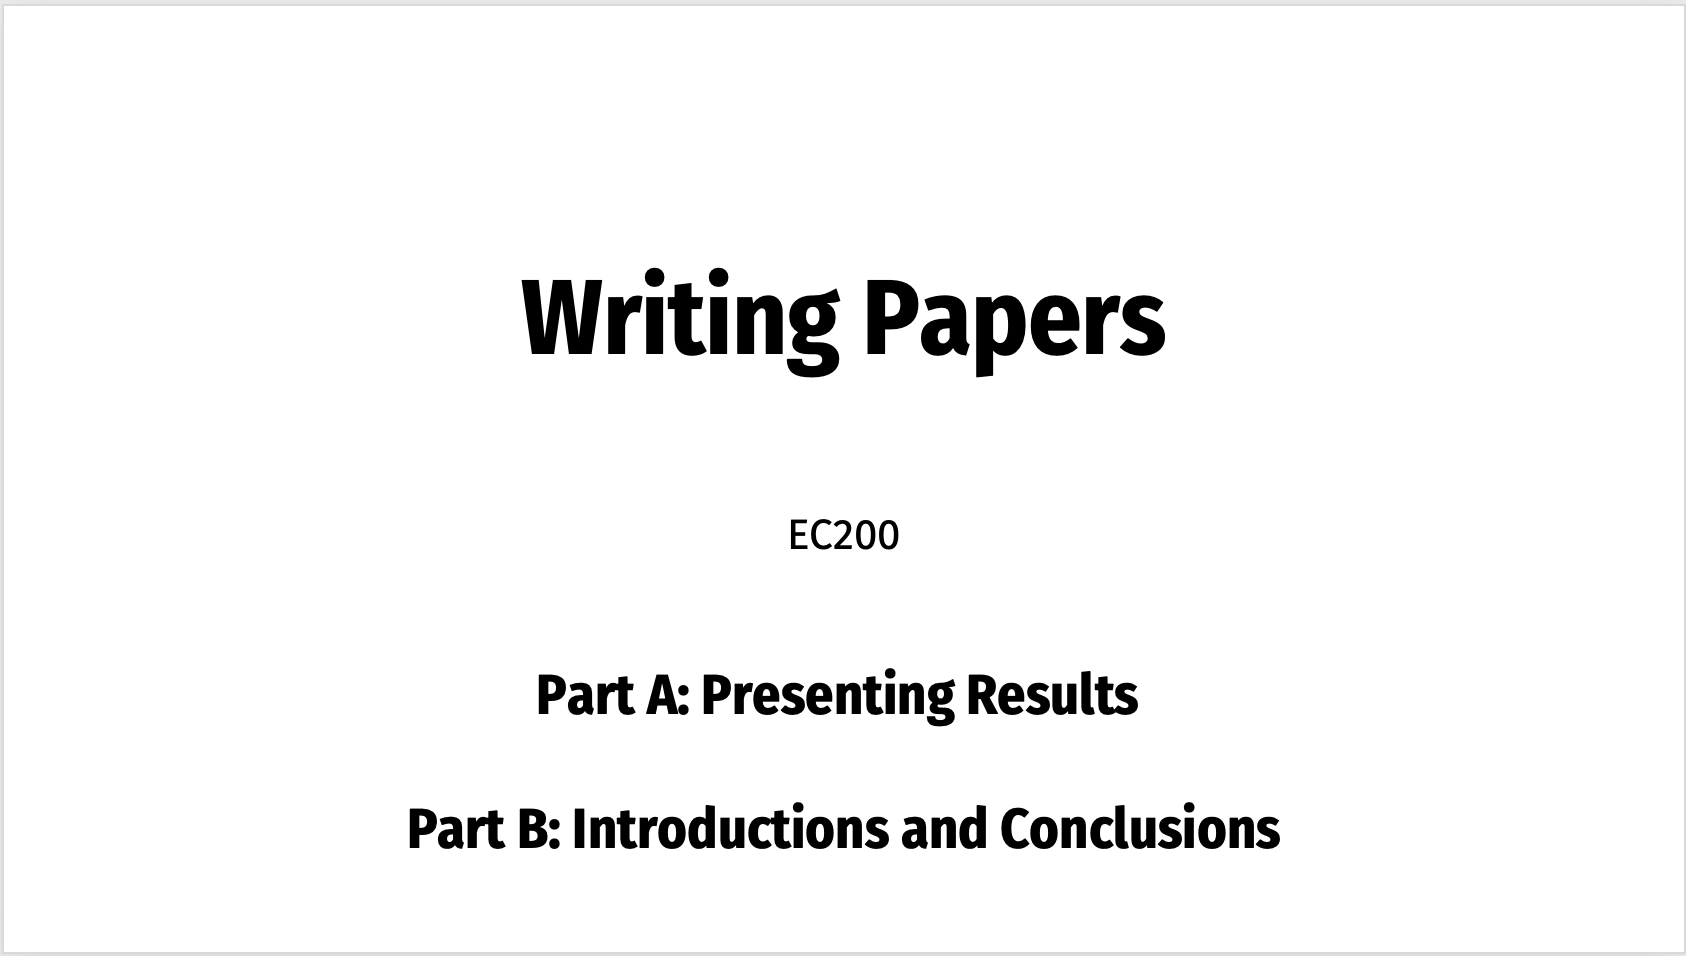 Writing Papers
EC200
Part A: Presenting Results
Part B: Introductions and Conclusions